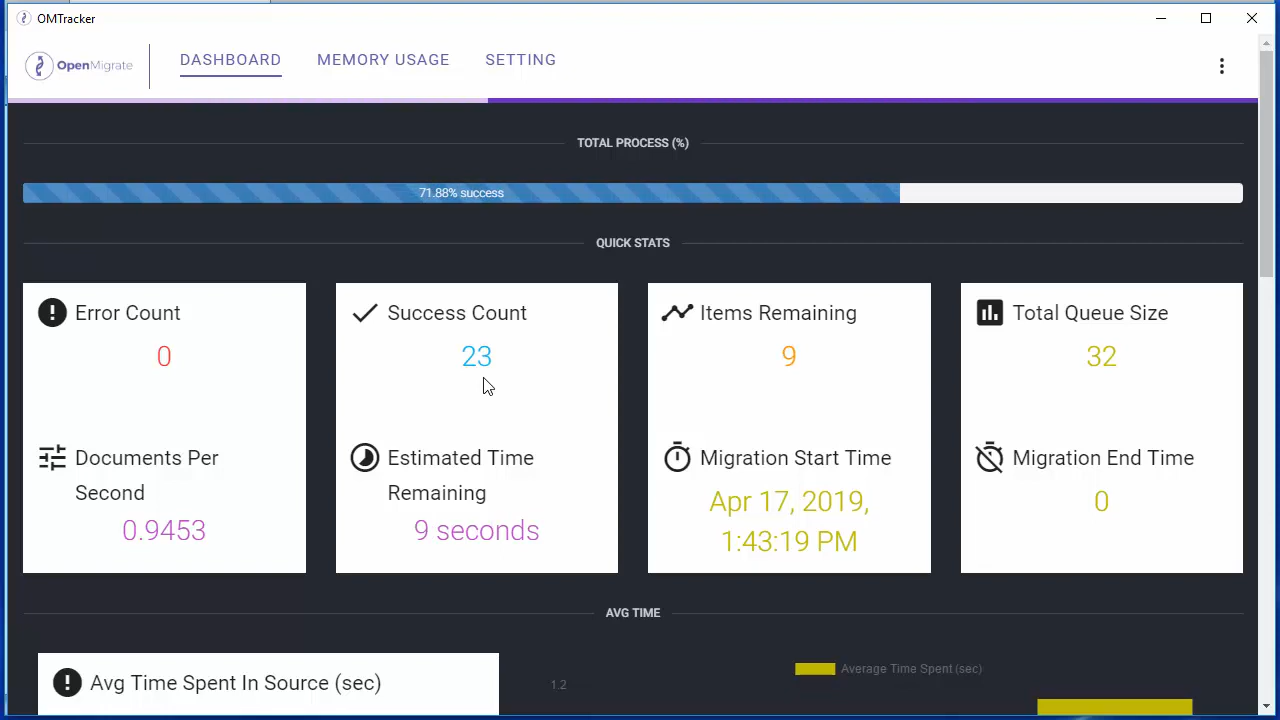 OMTracker
OpenMigrate
DASHBOARD MEMORY USAGE SETTING
TOTAL PROCESS (%)
71.88% success
QUICK STATS
Error Count
0
Success Count
23
Items Remaining
9
Total Queue Size
32
Documents Per
Second
0.9453
Estimated Time
Remaining
9 seconds
Migration Start Time
Apr 17, 2019,
1:43:19 PM
Migration End Time
0
AVG TIME
Avg Time Spent In Source (sec)
Average Time Spent (sec)
1.2